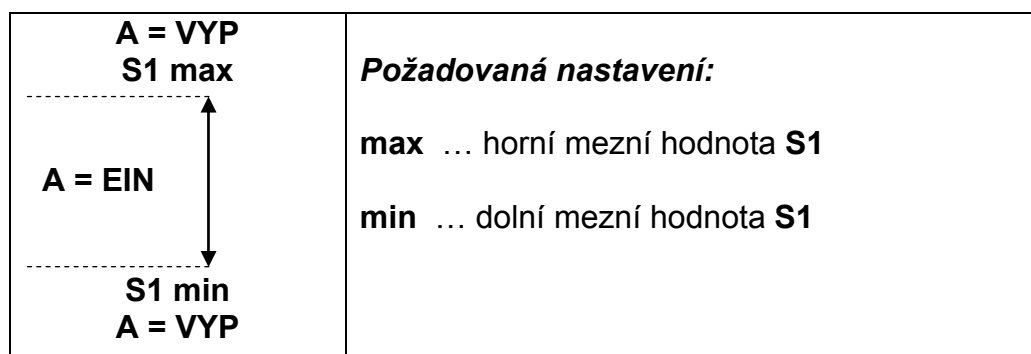 A = VYP
S1 max
A = EIN
S1 min
A = VYP
Požadovaná nastavení:
max … horní mezní hodnota S1
min … dolní mezní hodnota S1